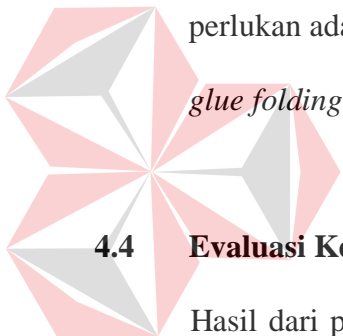 perlukan ada
glue folding
4.4 Evaluasi Ke
Hasil dari p